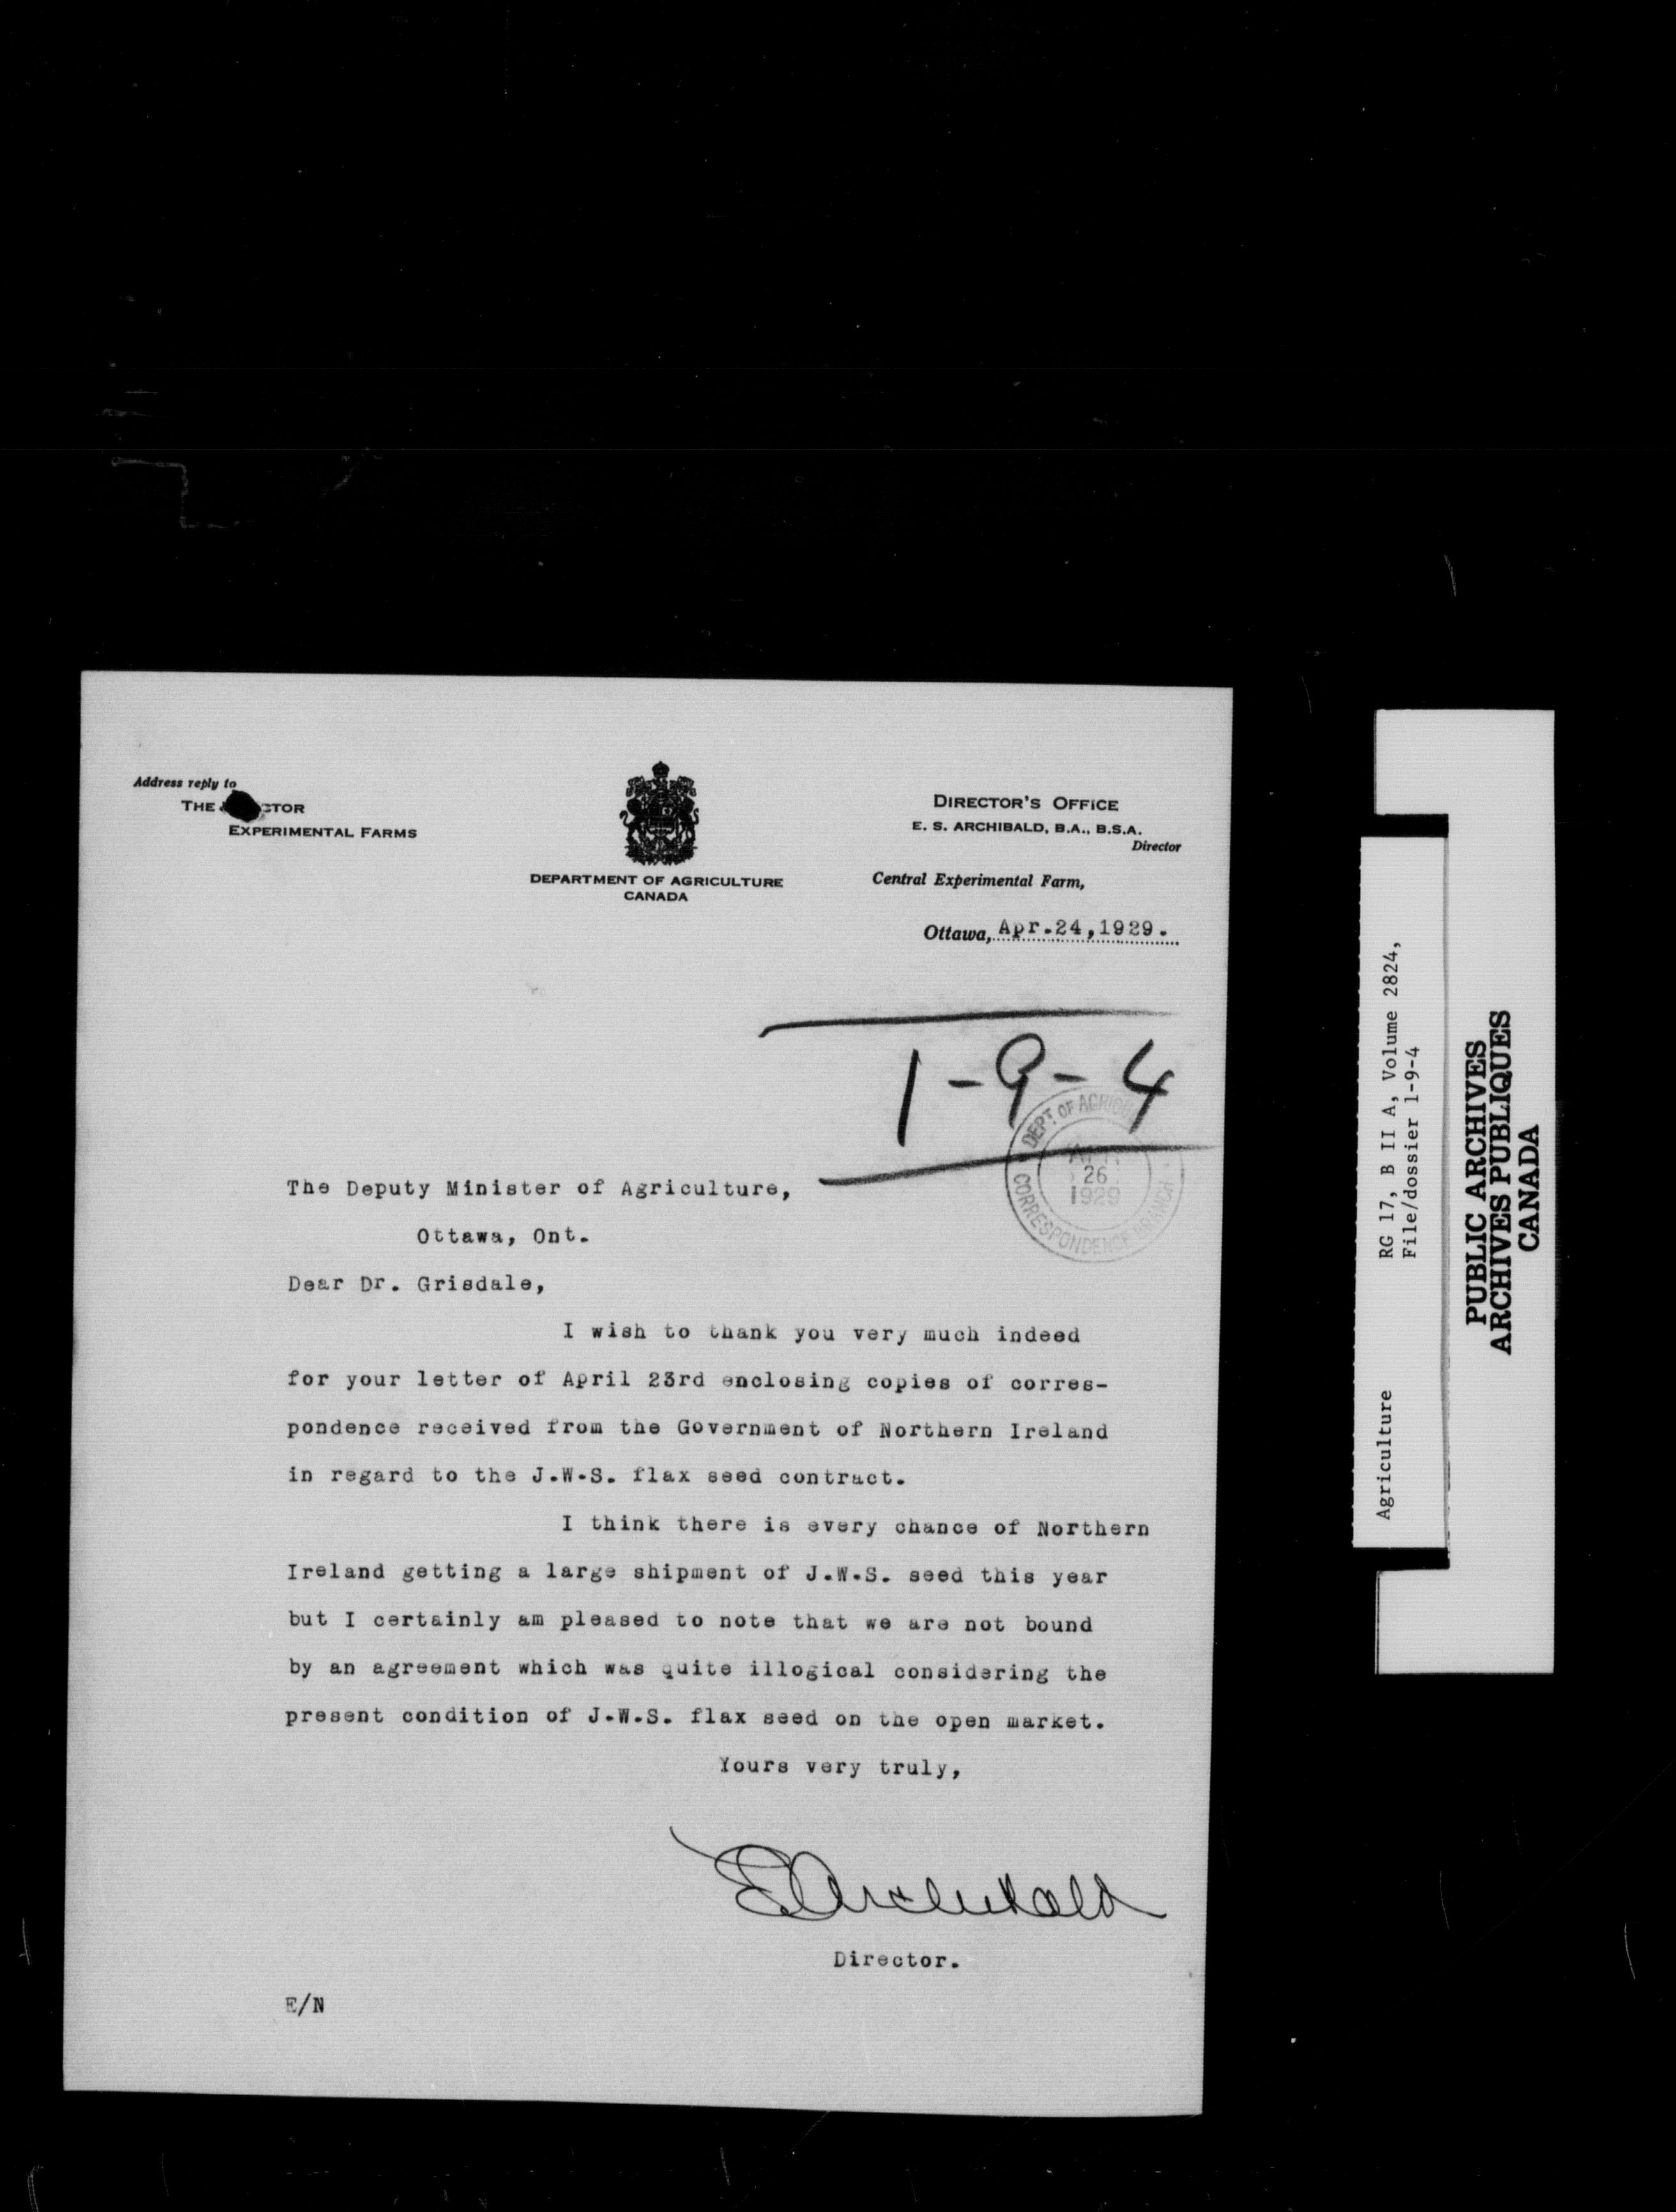 Address reply to
THE CTOR
EXPERIMENTAL FARMS
DEPARTMENT OF AGRICULTURE
CANADA
DIRECTOR'S OFFICE
E. S. ARCHIBALD, B.A., B.S.A.
Director
Central Experimental Farm,
Ottawa, Apr.24,1929.
1-9-4
DEPT. OF AGRICU
26
1929
CORRESPONDENCE BRANCH
The Deputy Minister of Agriculture,
Ottawa, Ont.
Dear Dr. Grisdale,
I wish to thank you very much indeed
for your letter of April 23rd enclosing copies of corres-
pondence received from the Government of Northern Ireland
in regard to the J.W.S. flax seed contract.
I think there is every chance of Northern
Ireland getting a large shipment of J.W.S. seed this year
but I certainly am pleased to note that we are not bound
by an agreement which was quite illogical considering the
present condition of J.W.S. flax seed on the open market.
Yours very truly,
E Archibald
Director.
E/N
Agriculture RG 17, B II A, Volume 2824,
File/dossier 1-9-4
PUBLIC ARCHIVES
ARCHIVES PUBLIQUES
CANADA